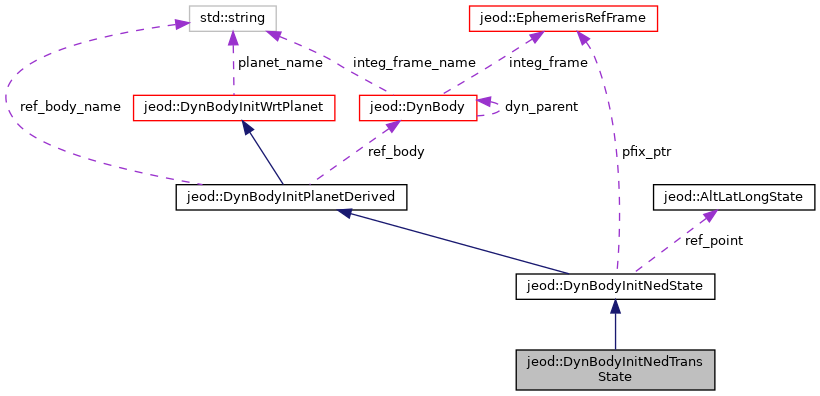 std::string
jeod::EphemerisRefFrame
planet_name
integ_frame_name
integ_frame
ref_body_name
jeod::DynBodyInitWrtPlanet
jeod::DynBody
dyn_parent
ref_body
pfix_ptr
jeod::DynBodyInitPlanetDerived
jeod::AltLatLongState
ref_point
jeod::DynBodyInitNedState
jeod::DynBodyInitNedTrans
State